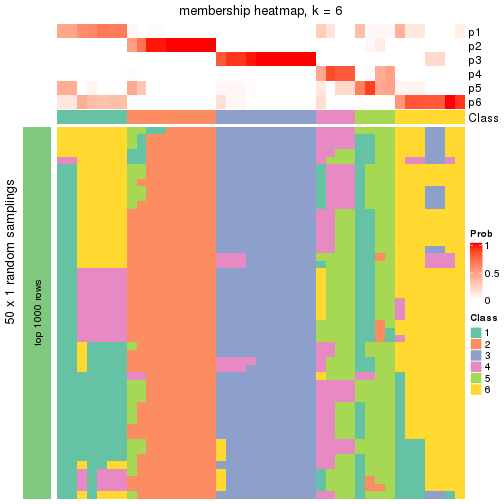 membership heatmap, k = 6
p1
p2
p3
p4
p5
p6
Class
50 x 1 random samplings
top 1000 rows
Prob
1
0.5
0
Class
1
2
3
4
5
6